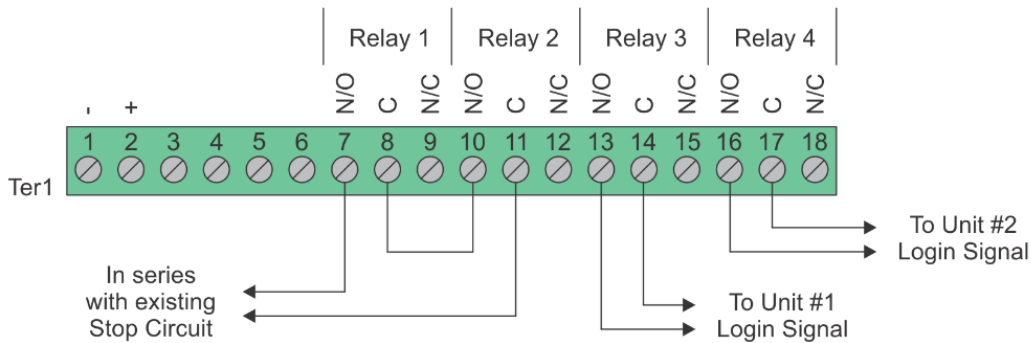 Relay 1 Relay 2 Relay 3 Relay 4
- + N/O C N/C N/O C N/C N/O C N/C N/O C N/C
1 2 3 4 5 6 7 8 9 10 11 12 13 14 15 16 17 18
Ter1
To Unit #2
Login Signal
In series
with existing
Stop Circuit
To Unit #1
Login Signal